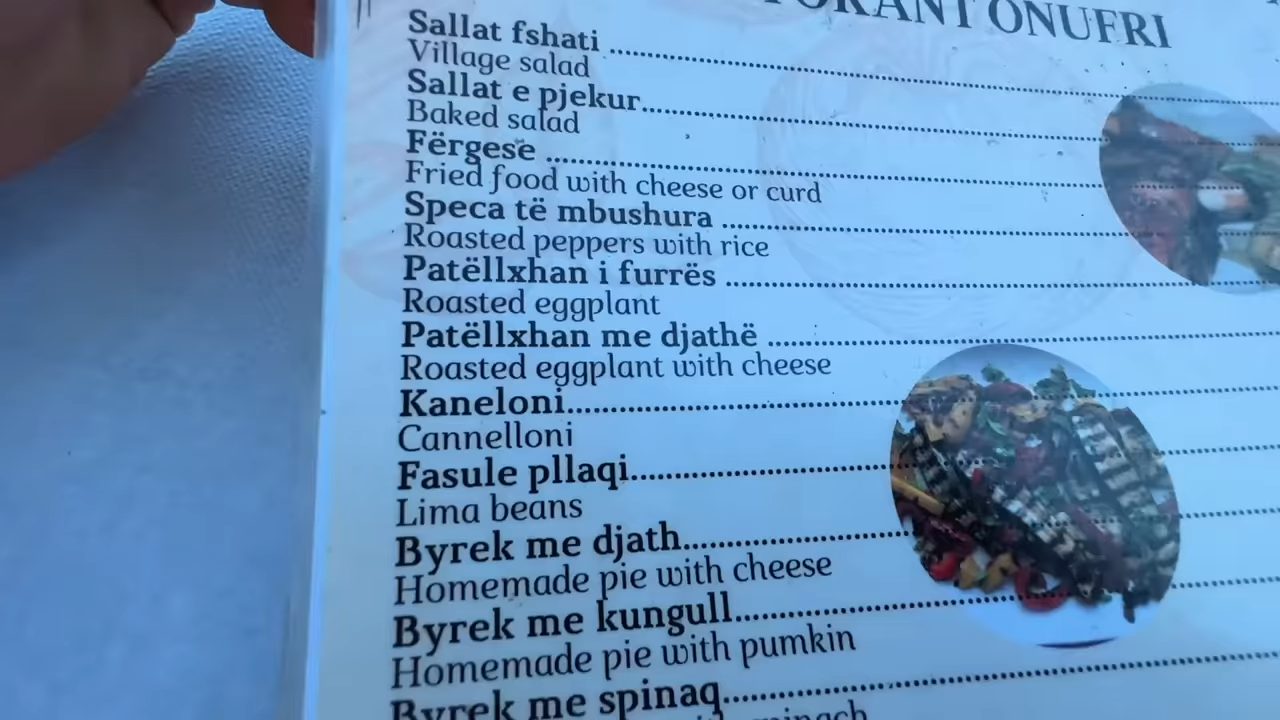 ONUFRI
Sallat fshati
Village salad
Sallat e pjekur
Baked salad
Fërgese
Fried food with cheese or curd
Speca të mbushura
Roasted peppers with rice
Patëllxhan i furrës
Roasted eggplant
Patëllxhan me djathë
Roasted eggplant with cheese
Kaneloni
Cannelloni
Fasule pllaqi
Lima beans
Byrek me djath
Homemade pie with cheese
Byrek me kungull
Homemade pie with pumkin
Byrek me spinaq